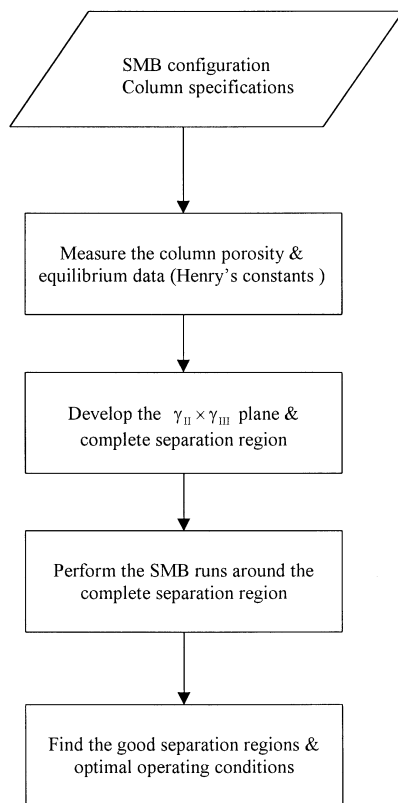 SMB configuration
Column specifications
Measure the column porosity &
equilibrium data (Henry's constants )
Develop the γII × γIII plane &
complete separation region
Perform the SMB runs around the
complete separation region
Find the good separation regions &
optimal operating conditions